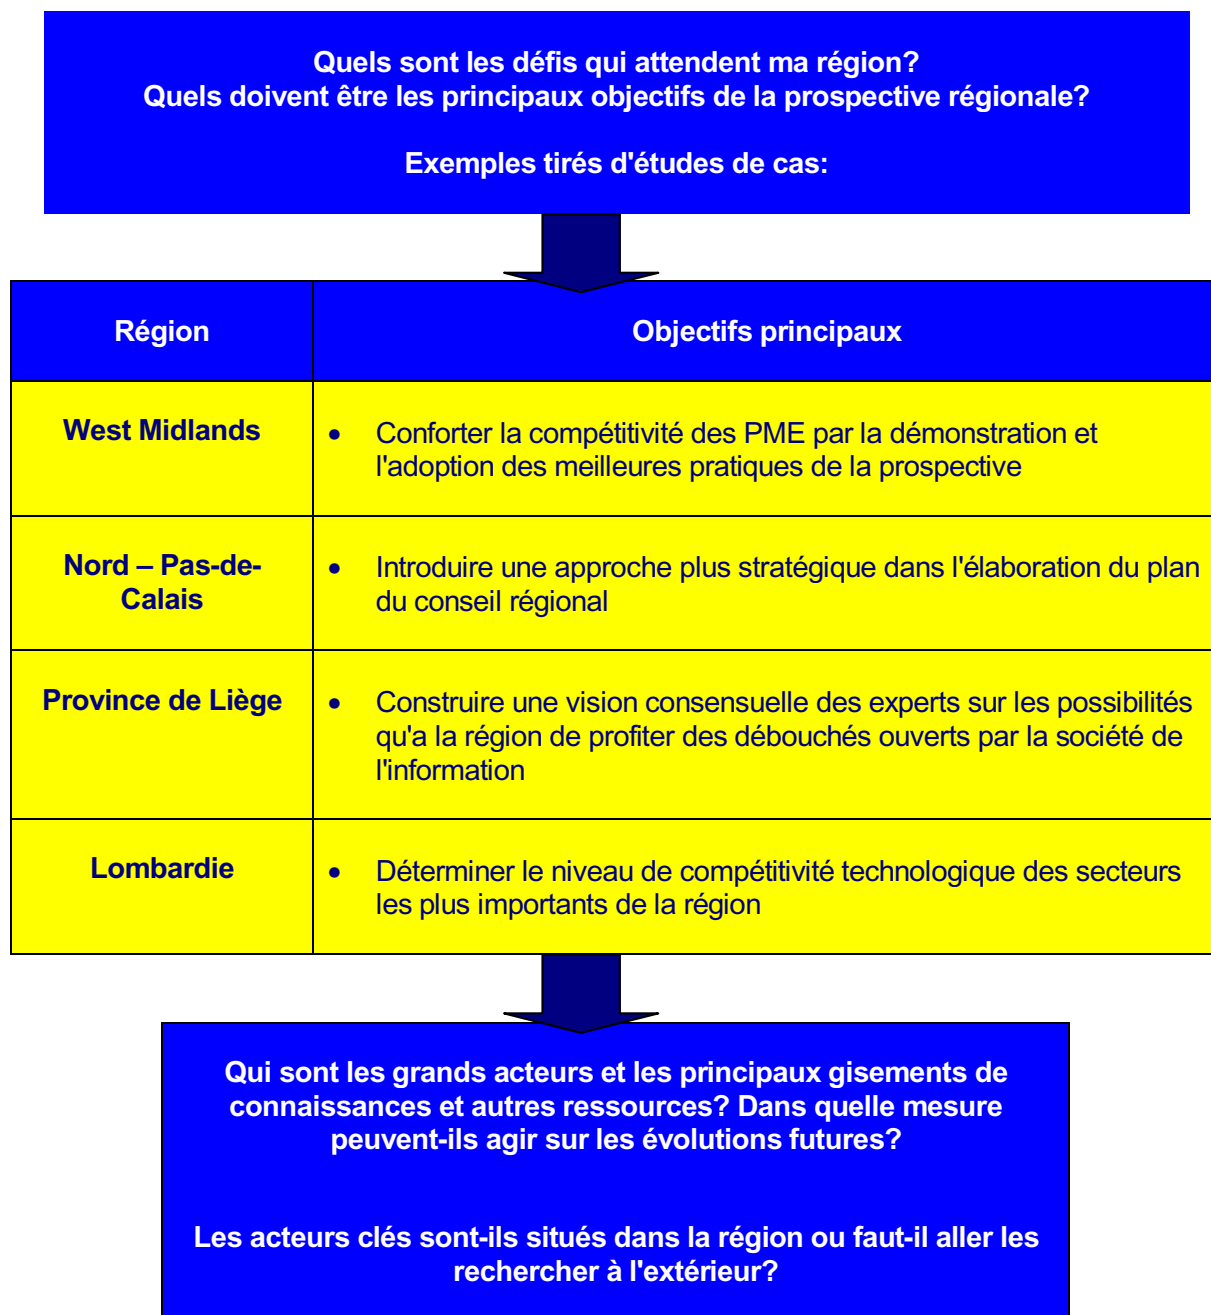 Quels sont les défis qui attendent ma région?
Quels doivent être les principaux objectifs de la prospective régionale?
Exemples tirés d'études de cas:
Région
Objectifs principaux
West Midlands
• Conforter la compétitivité des PME par la démonstration et
l'adoption des meilleures pratiques de la prospective
Nord – Pas-de-
Calais
• Introduire une approche plus stratégique dans l'élaboration du plan
du conseil régional
Province de Liège
• Construire une vision consensuelle des experts sur les possibilités
qu'a la région de profiter des débouchés ouverts par la société de
l'information
Lombardie
• Déterminer le niveau de compétitivité technologique des secteurs
les plus importants de la région
Qui sont les grands acteurs et les principaux gisements de
connaissances et autres ressources? Dans quelle mesure
peuvent-ils agir sur les évolutions futures?
Les acteurs clés sont-ils situés dans la région ou faut-il aller les
rechercher à l'extérieur?